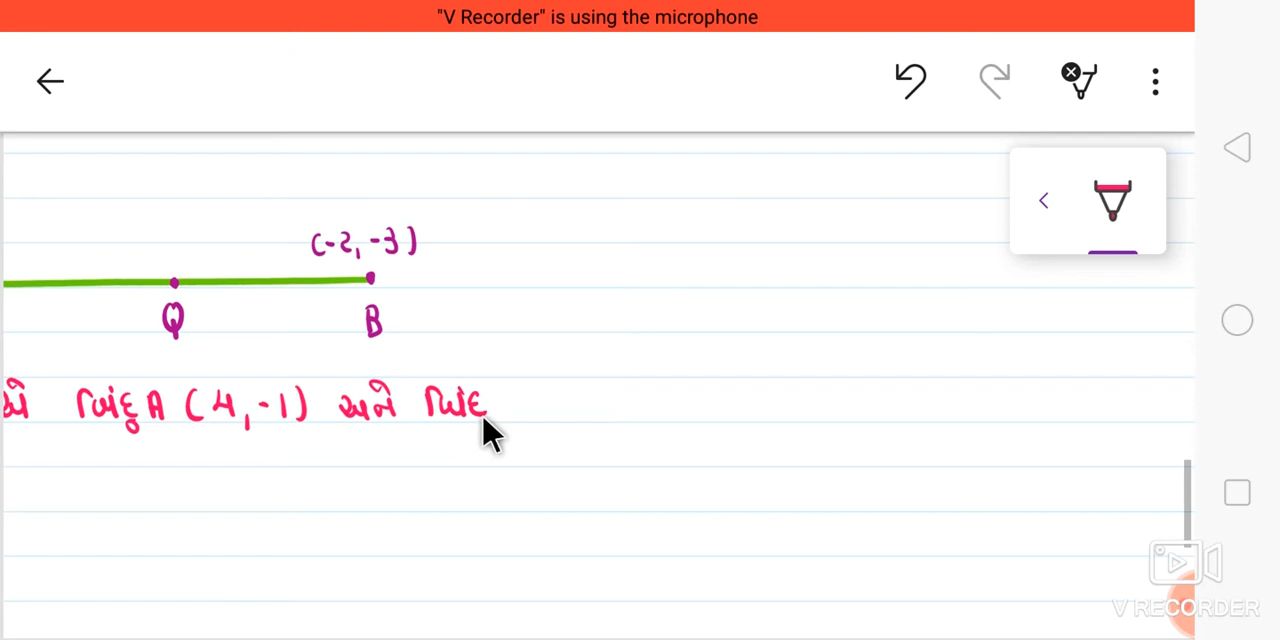 "V Recorder" is using the microphone
(-2, -3)
Q B
બિંદુ A (4, -1) અને બિંદ
V RECORDER